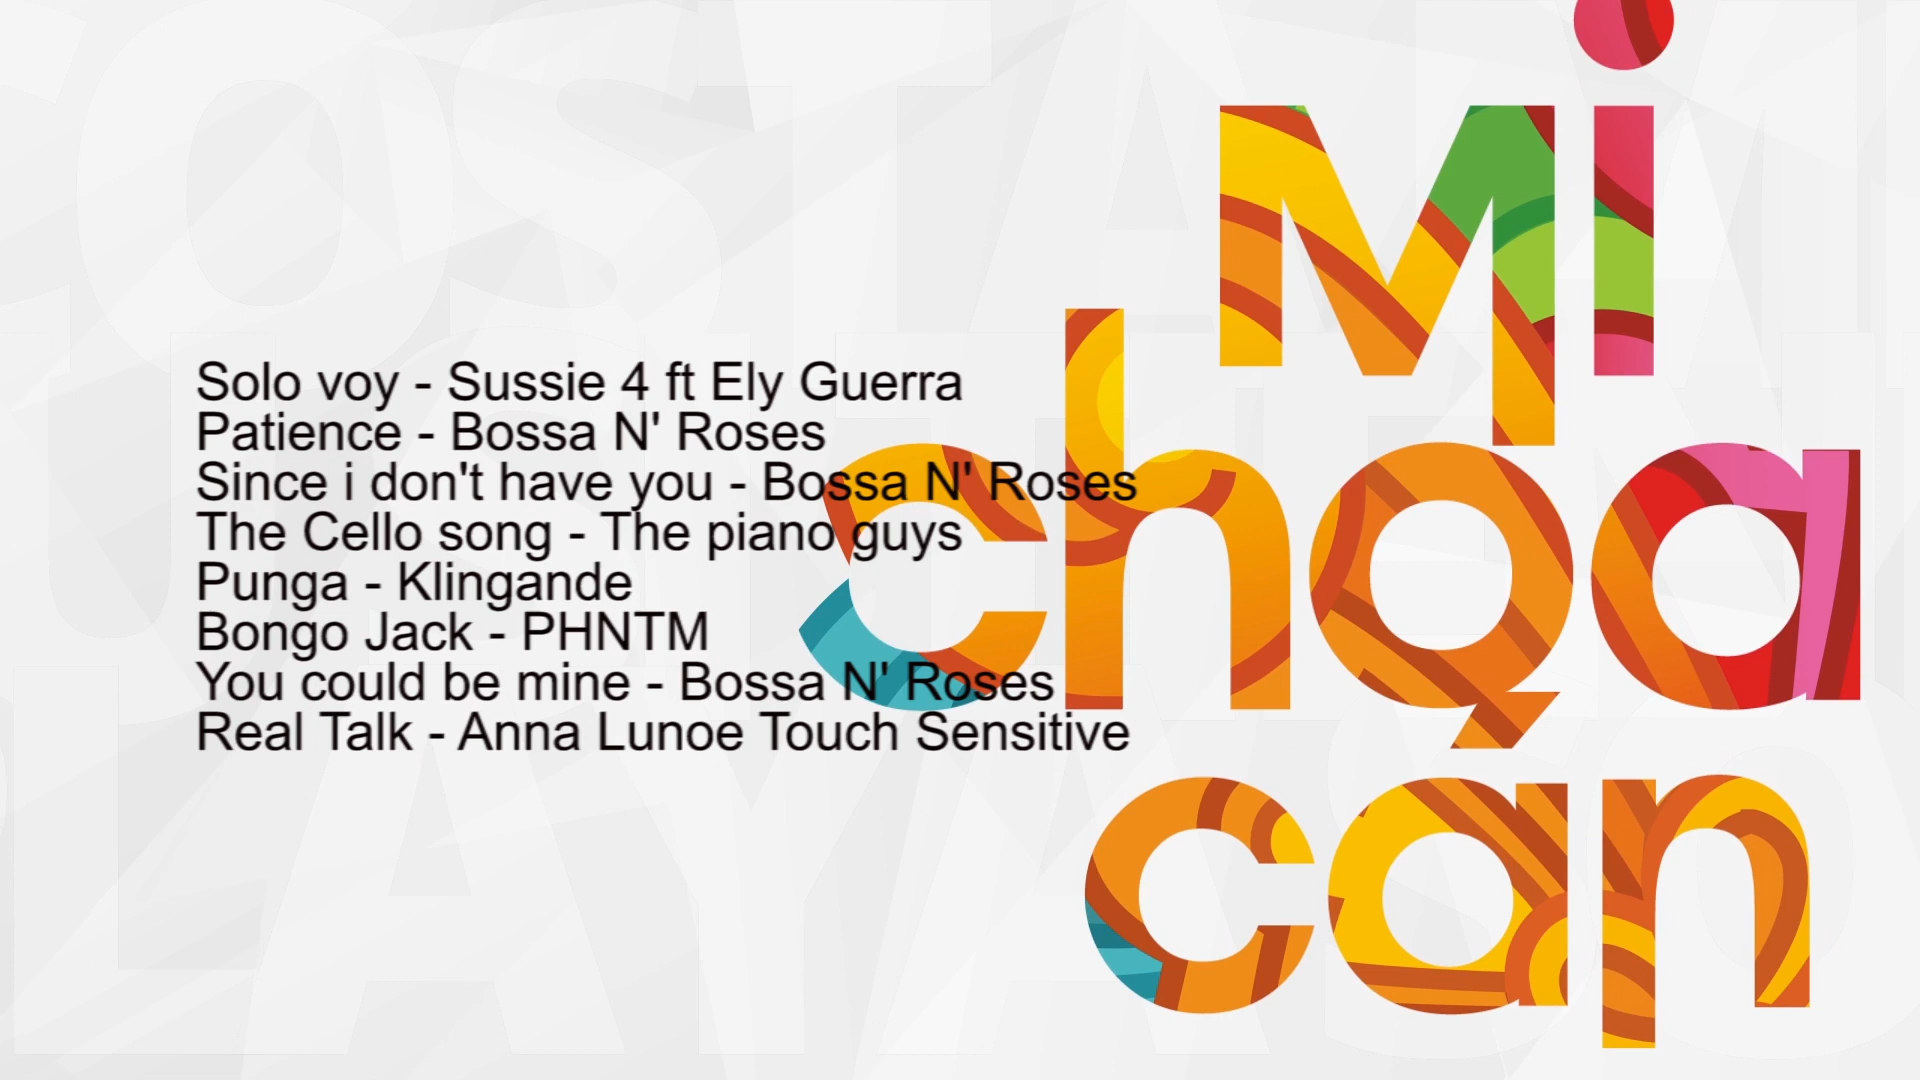 Solo voy - Sussie 4 ft Ely Guerra
Patience - Bossa N' Roses
Since i don't have you - Bossa N' Roses
The Cello song - The piano guys
Punga - Klingande
Bongo Jack - PHNTM
You could be mine - Bossa N' Roses
Real Talk - Anna Lunoe Touch Sensitive
Mi
choa
can